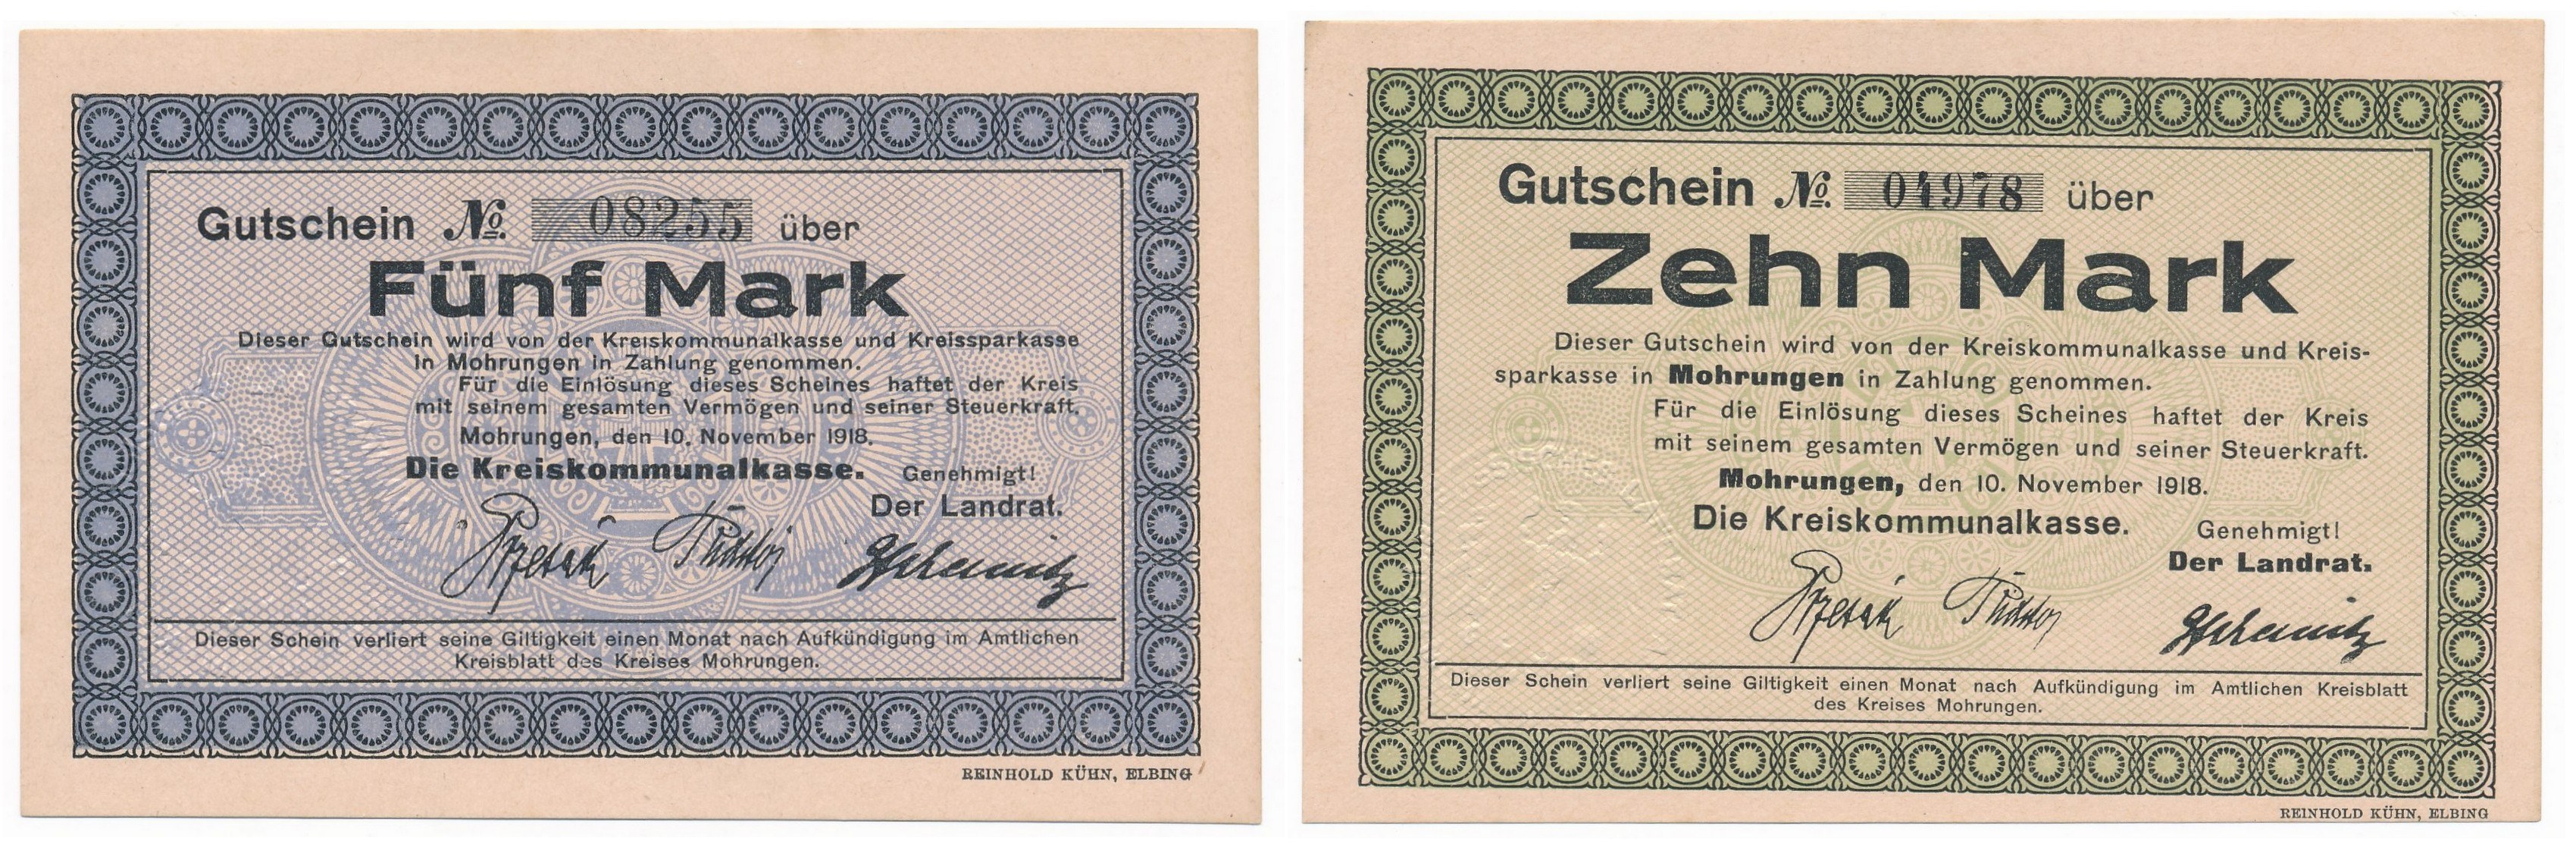 Gutschein №. 08255 über
Fünf Mark
Dieser Gutschein wird von der Kreiskommunalkasse und Kreissparkasse
in Mohrungen in Zahlung genommen.
Für die Einlösung dieses Scheines haftet der Kreis
mit seinem gesamten Vermögen und seiner Steuerkraft.
Mohrungen, den 10. November 1918.
Die Kreiskommunalkasse. Genehmigt!
Der Landrat.
Dieser Schein verliert seine Giltigkeit einen Monat nach Aufkündigung im Amtlichen
Kreisblatt des Kreises Mohrungen.
REINHOLD KÜHN, ELBING
Gutschein №. 04978 über
Zehn Mark
Dieser Gutschein wird von der Kreiskommunalkasse und Kreis-
sparkasse in Mohrungen in Zahlung genommen.
Für die Einlösung dieses Scheines haftet der Kreis
mit seinem gesamten Vermögen und seiner Steuerkraft.
Mohrungen, den 10. November 1918.
Die Kreiskommunalkasse. Genehmigt!
Der Landrat.
Dieser Schein verliert seine Giltigkeit einen Monat nach Aufkündigung im Amtlichen Kreisblatt
des Kreises Mohrungen.
REINHOLD KÜHN, ELBING